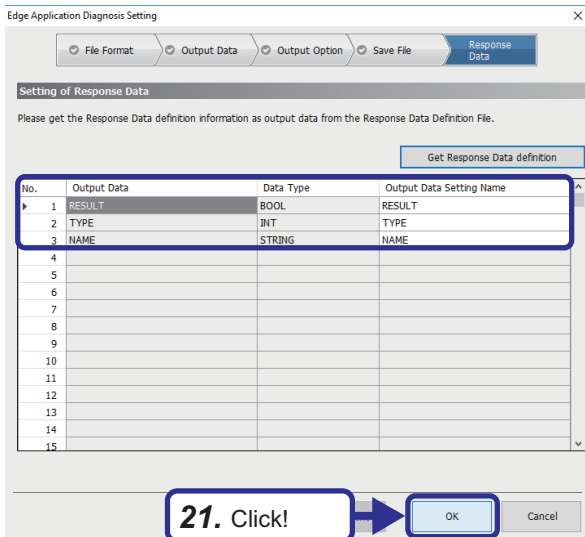 Edge Application Diagnosis Setting
File Format Output Data Output Option Save File Response
Data
Setting of Response Data
Please get the Response Data definition information as output data from the Response Data Definition File.
Get Response Data definition
No. Output Data Data Type Output Data Setting Name
1 RESULT BOOL RESULT
2 TYPE INT TYPE
3 NAME STRING NAME
4
5
6
7
8
9
10
11
12
13
14
15
21. Click! OK Cancel